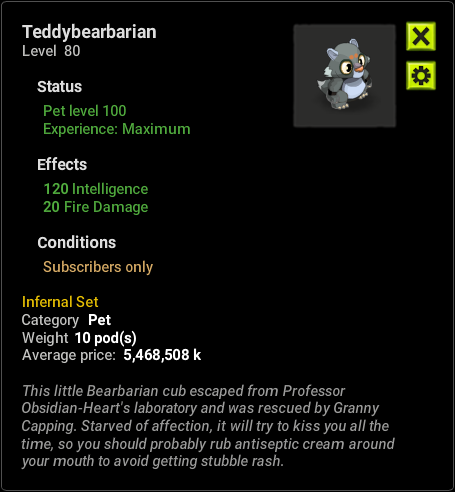 Teddybearbarian
Level 80
Status
Pet level 100
Experience: Maximum
Effects
120 Intelligence
20 Fire Damage
Conditions
Subscribers only
Infernal Set
Category Pet
Weight 10 pod(s)
Average price: 5,468,508 k
This little Bearbarian cub escaped from Professor
Obsidian-Heart's laboratory and was rescued by Granny
Capping. Starved of affection, it will try to kiss you all the
time, so you should probably rub antiseptic cream around
your mouth to avoid getting stubble rash.